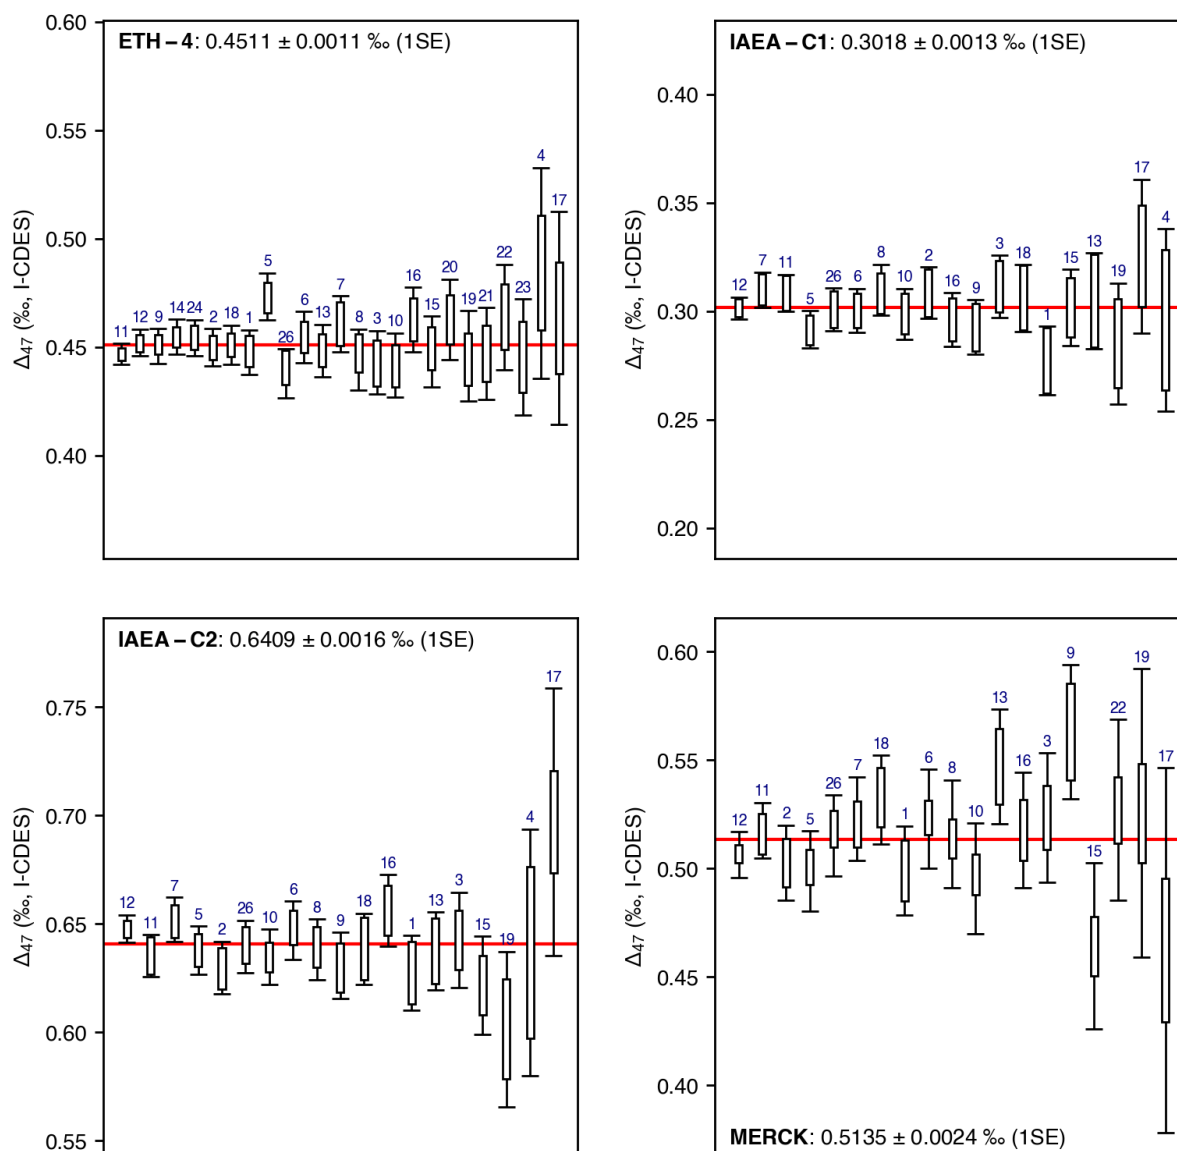 ETH – 4: 0.4511 ± 0.0011 ‰ (1SE)
Δ47 (‰, I-CDES)
0.60
0.55
0.50
0.45
0.40
11 12 9 14 24 2 18 1 5 26 6 13 7 8 3 10 16 15 20 19 21 22 23 4 17
IAEA – C1: 0.3018 ± 0.0013 ‰ (1SE)
Δ47 (‰, I-CDES)
0.40
0.35
0.30
0.25
0.20
12 7 11 5 26 6 8 10 2 16 9 3 18 1 15 13 19 17 4
IAEA – C2: 0.6409 ± 0.0016 ‰ (1SE)
Δ47 (‰, I-CDES)
0.75
0.70
0.65
0.60
0.55
12 11 7 5 2 26 10 6 8 9 18 16 1 13 3 15 19 4 17
Δ47 (‰, I-CDES)
0.60
0.55
0.50
0.45
0.40
12 11 2 5 26 7 18 1 6 8 10 13 16 3 9 15 22 19 17
MERCK: 0.5135 ± 0.0024 ‰ (1SE)